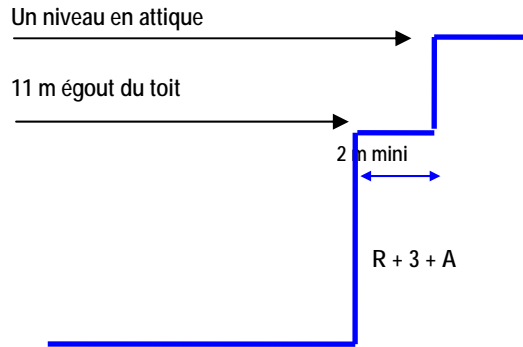 Un niveau en attique
11 m égout du toit
2 m mini
R + 3 + A